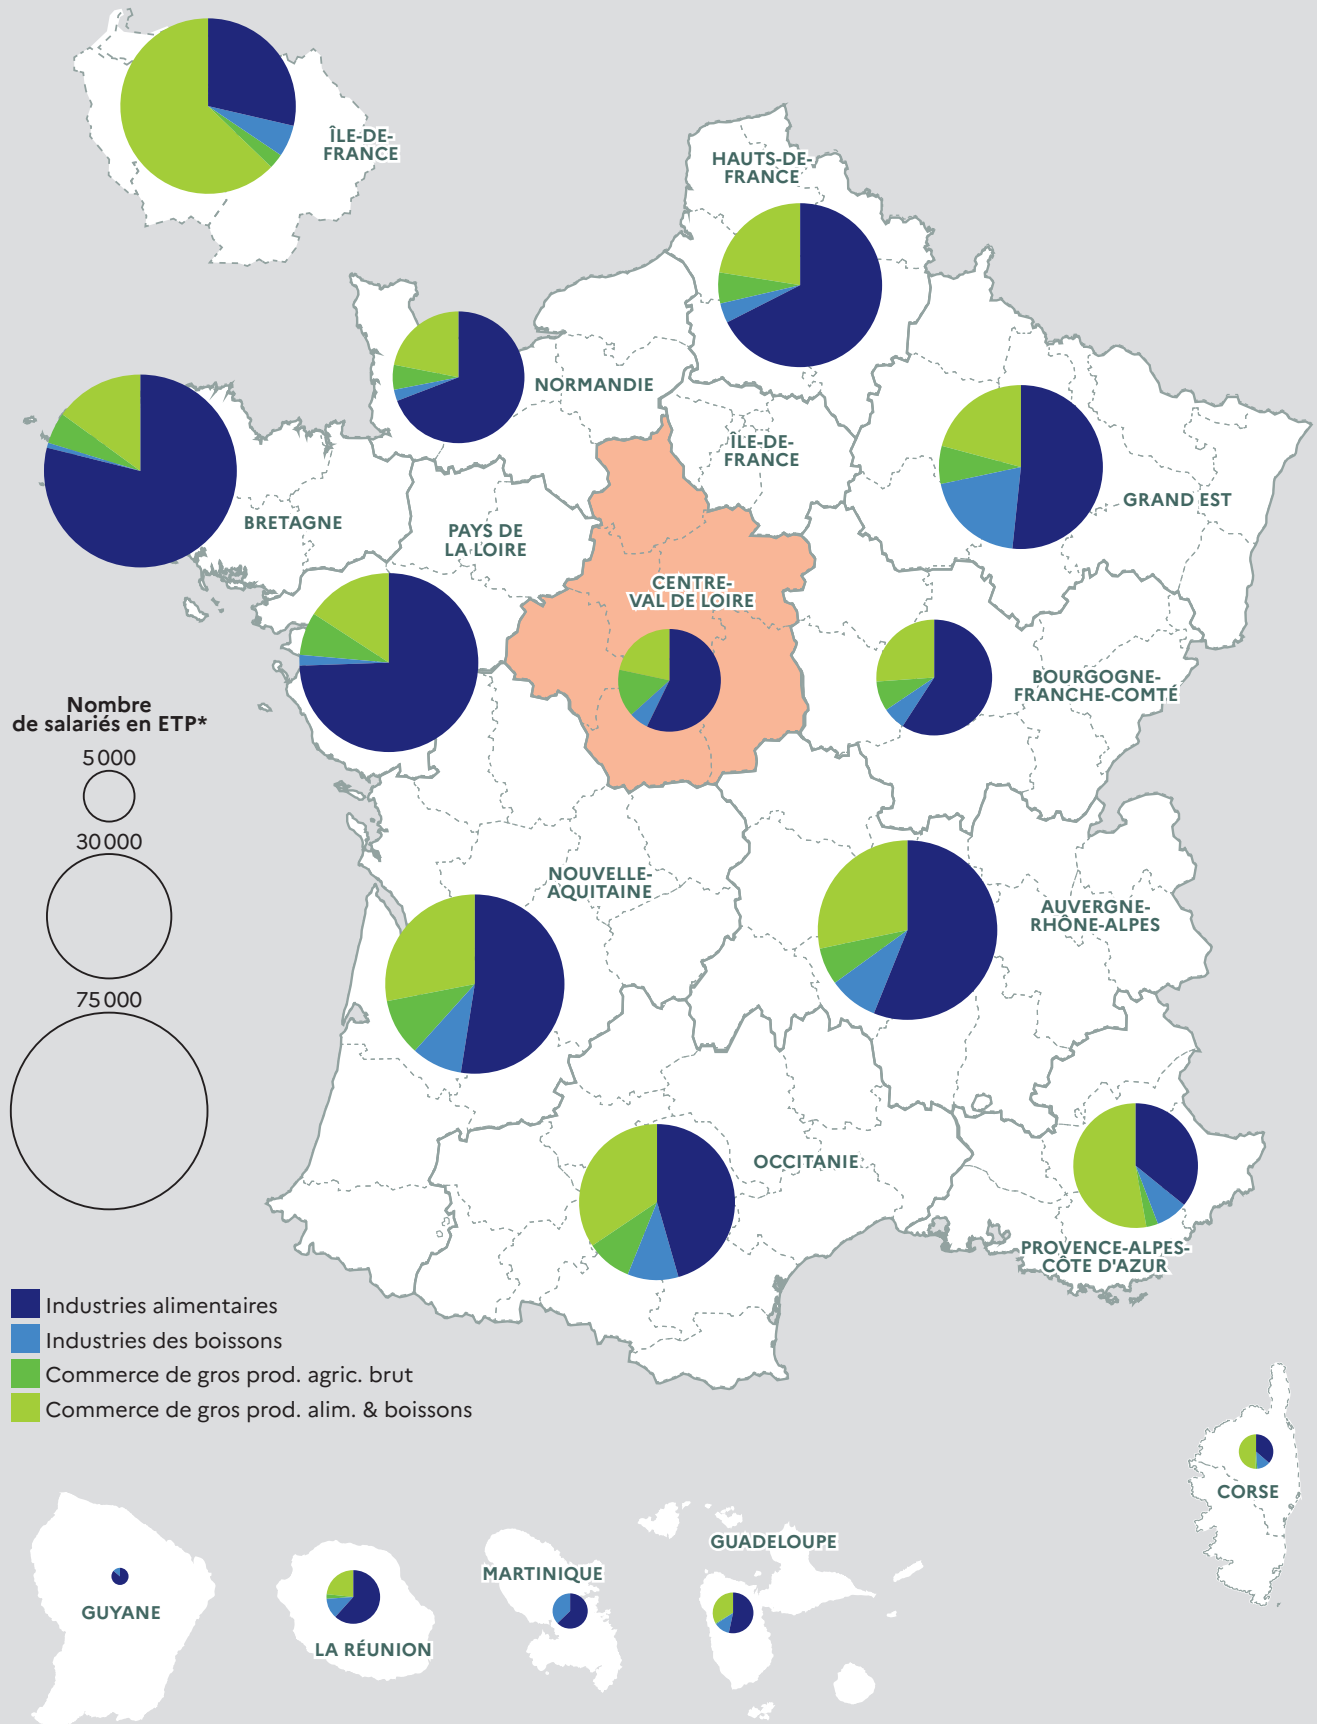 ÎLE-DE-
FRANCE
HAUTS-DE-
FRANCE
NORMANDIE
ÎLE-DE-
FRANCE
GRAND EST
BRETAGNE
PAYS DE
LA LOIRE
CENTRE-
VAL DE LOIRE
BOURGOGNE-
FRANCHE-COMTÉ
Nombre
de salariés en ETP*
5 000
30 000
75 000
NOUVELLE-
AQUITAINE
AUVERGNE-
RHÔNE-ALPES
OCCITANIE
PROVENCE-ALPES-
CÔTE D'AZUR
Industries alimentaires
Industries des boissons
Commerce de gros prod. agric. brut
Commerce de gros prod. alim. & boissons
CORSE
GUYANE
LA RÉUNION
MARTINIQUE
GUADELOUPE